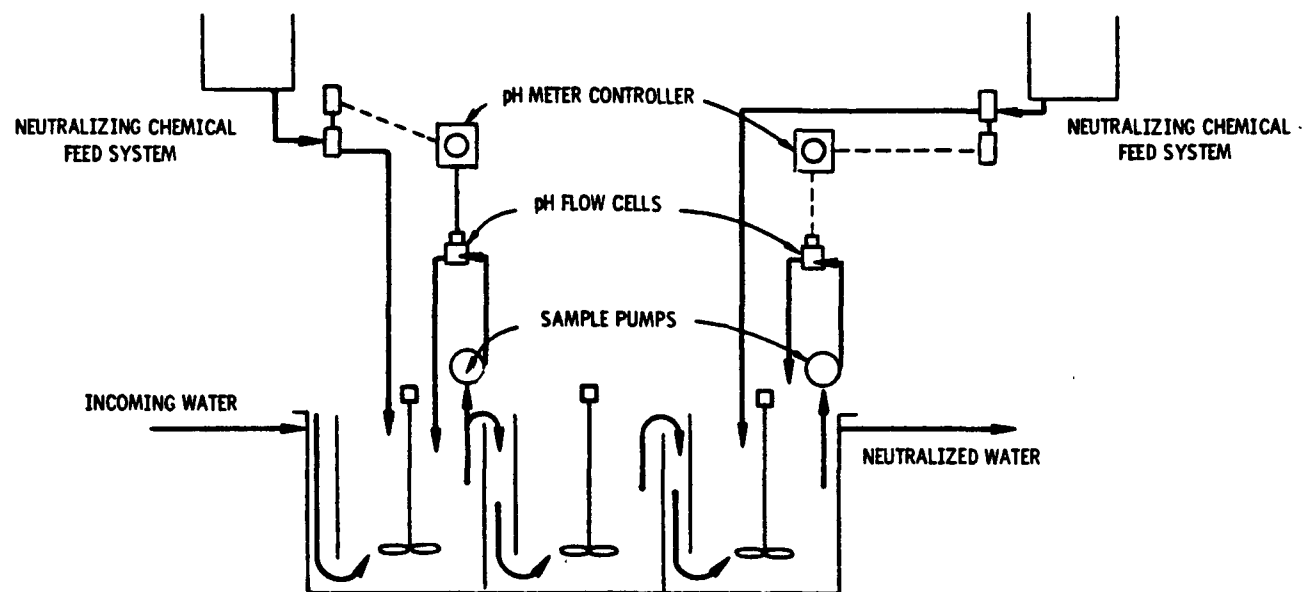 pH METER CONTROLLER
NEUTRALIZING CHEMICAL
FEED SYSTEM
NEUTRALIZING CHEMICAL
FEED SYSTEM
pH FLOW CELLS
SAMPLE PUMPS
INCOMING WATER
NEUTRALIZED WATER